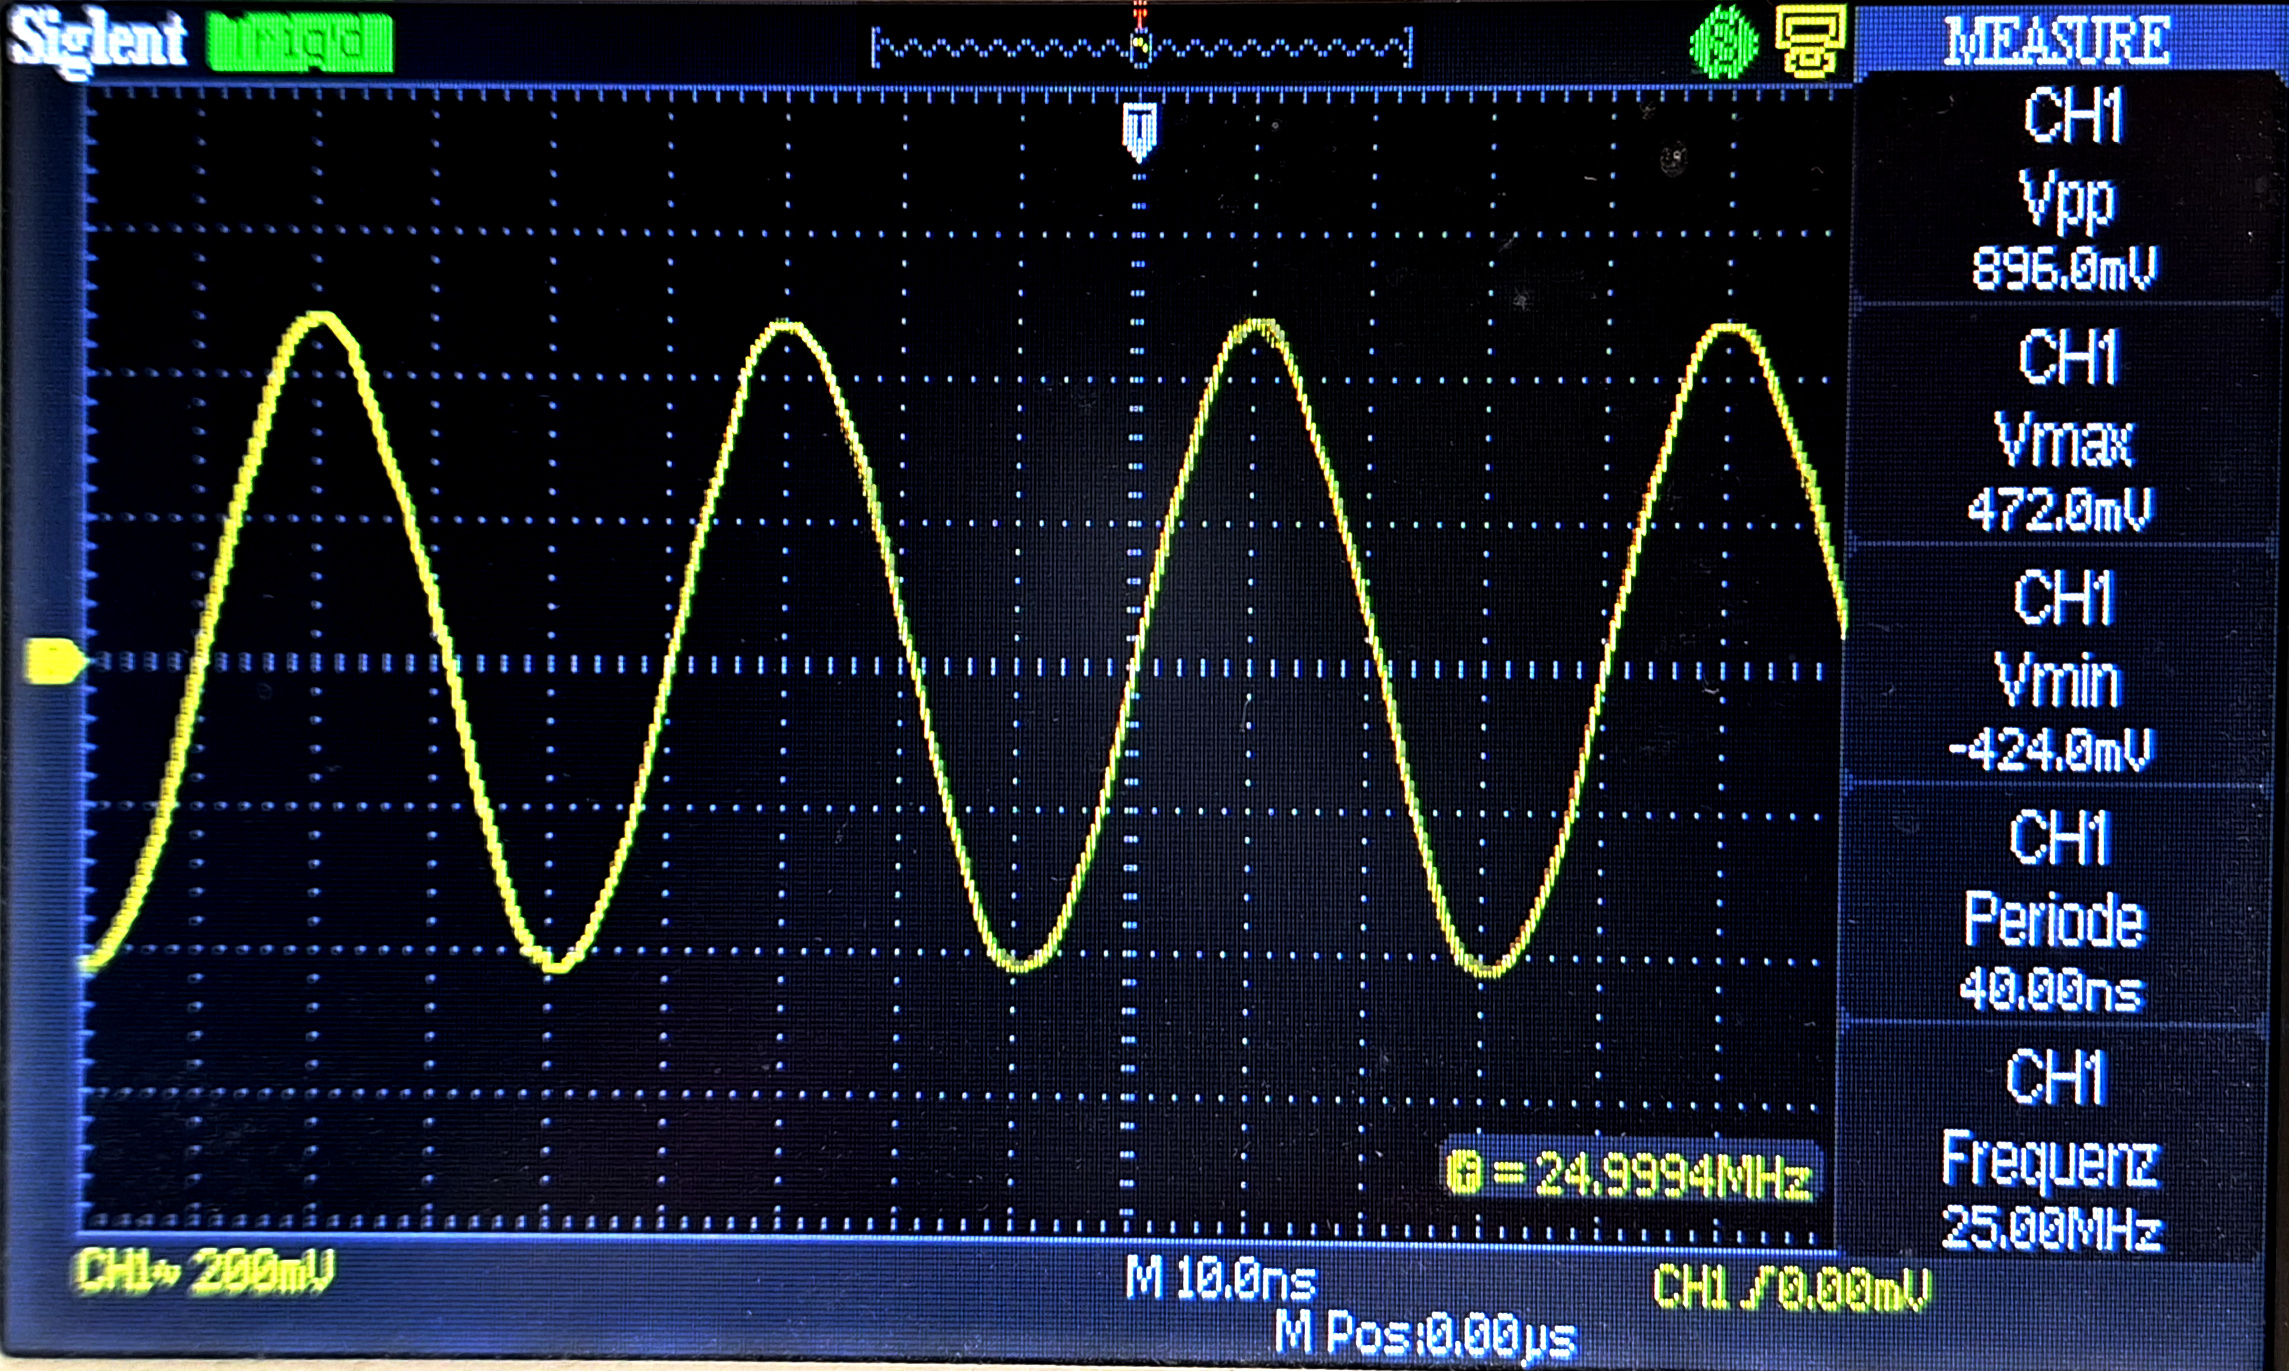 Siglent Trig'd
MEASURE
CH1
Vpp
896.0mV
CH1
Vmax
472.0mV
CH1
Vmin
-424.0mV
CH1
Periode
40.00ns
CH1
Frequenz
25.00MHz
= 24.9994MHz
CH1 200mV
M 10.0ns
CH1 0.00mV
M Pos:0.00µs